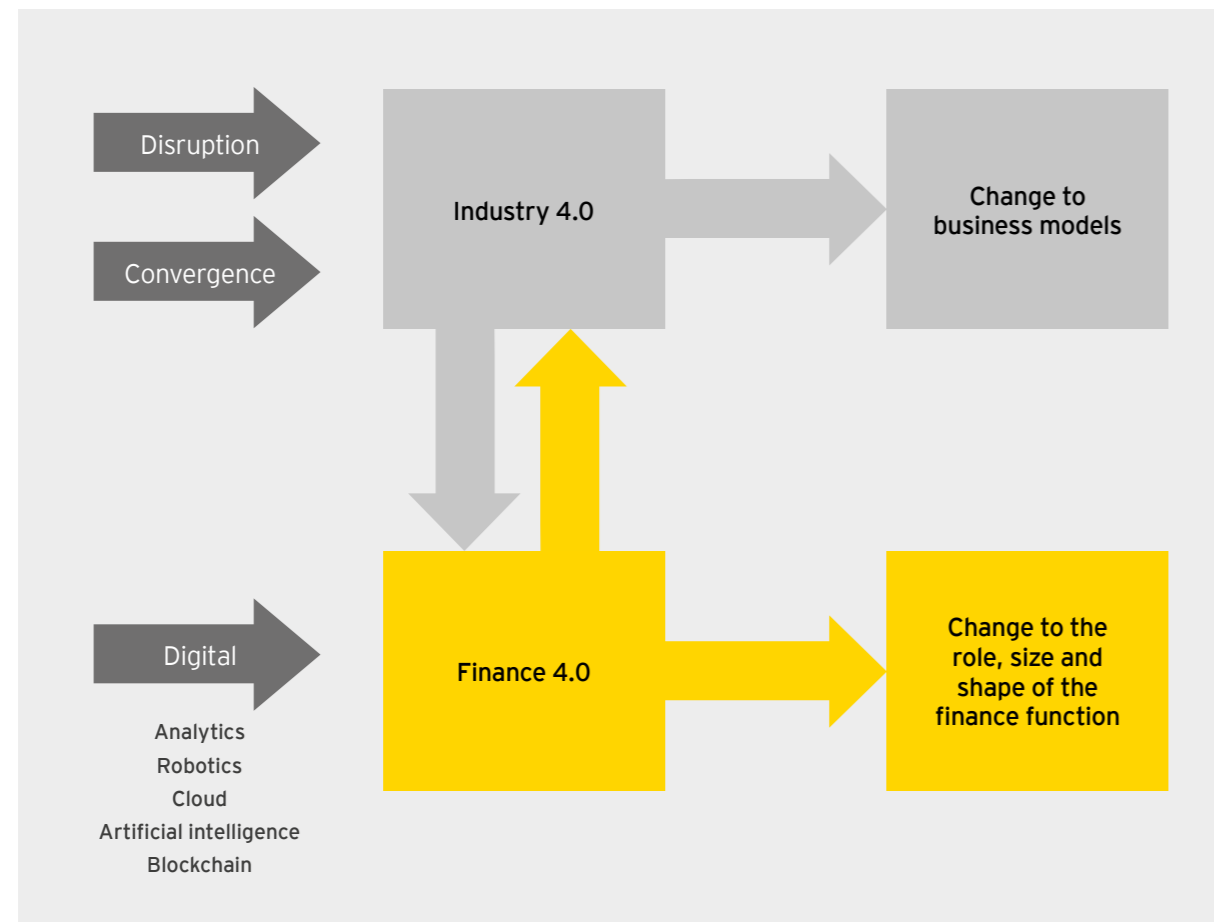 Disruption
Convergence
Industry 4.0
Change to
business models
Digital
Analytics
Robotics
Cloud
Artificial intelligence
Blockchain
Finance 4.0
Change to the
role, size and
shape of the
finance function